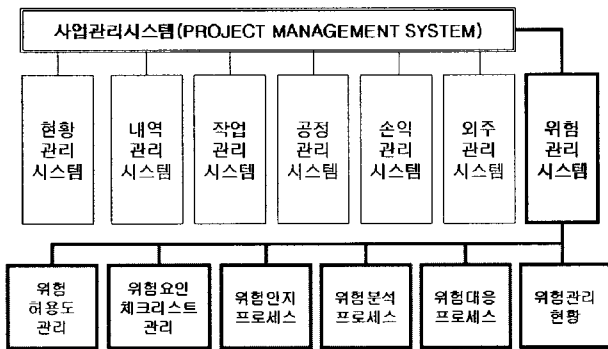 사업관리시스템(PROJECT MANAGEMENT SYSTEM)
현황
관리
시스템
내역
관리
시스템
작업
관리
시스템
공정
관리
시스템
손익
관리
시스템
외주
관리
시스템
위험
관리
시스템
위험
허용도
관리
위험요인
체크리스트
관리
위험인지
프로세스
위험분석
프로세스
위험대응
프로세스
위험관리
현황